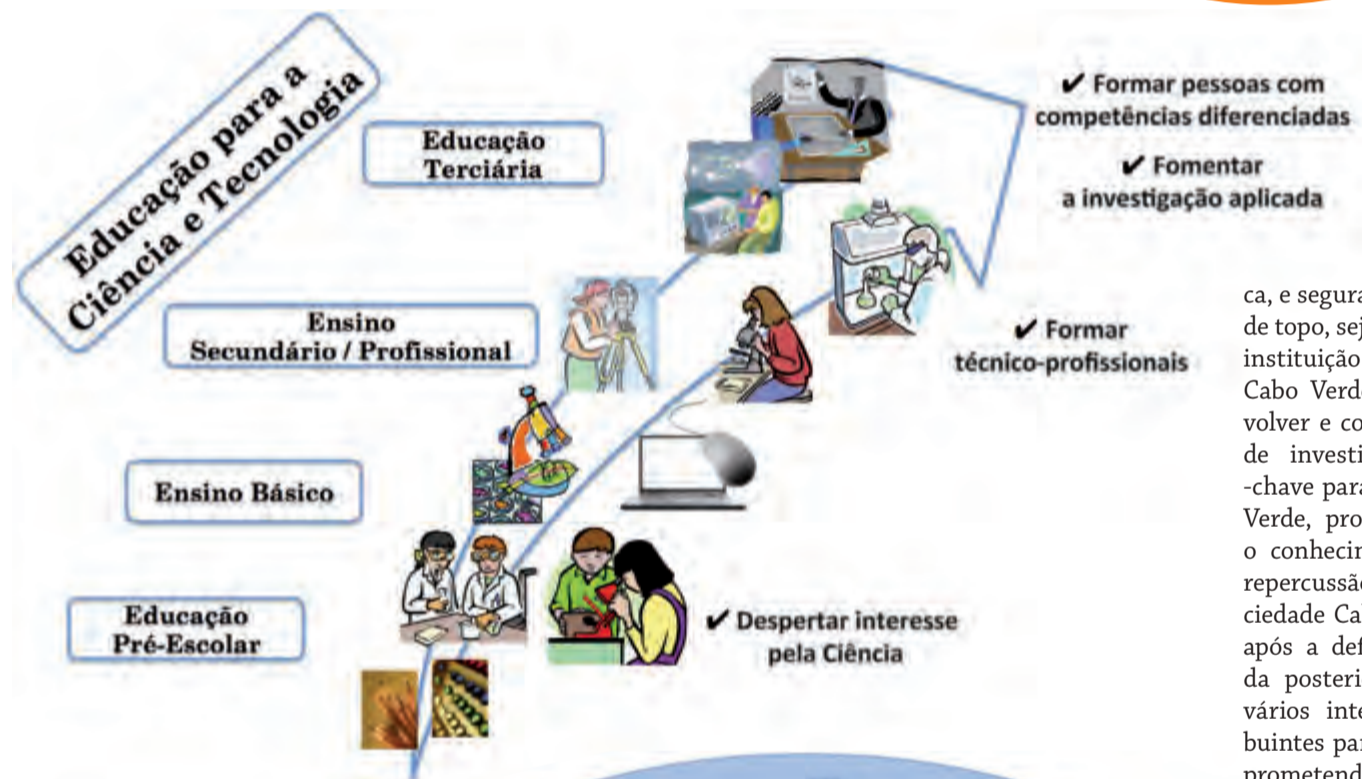 Educação para a
Ciência e Tecnologia
Educação
Terciária
✔ Formar pessoas com
competências diferenciadas
✔ Fomentar
a investigação aplicada
Ensino
Secundário / Profissional
✔ Formar
técnico-profissionais
Ensino Básico
Educação
Pré-Escolar
✔ Despertar interesse
pela Ciência
ca, e segura
de topo, sej
instituição
Cabo Verd
volver e co
de investi
-chave para
Verde, pro
o conhecin
repercussão
ciedade Ca
após a def
da posteri
vários inte
buintes par
prometend